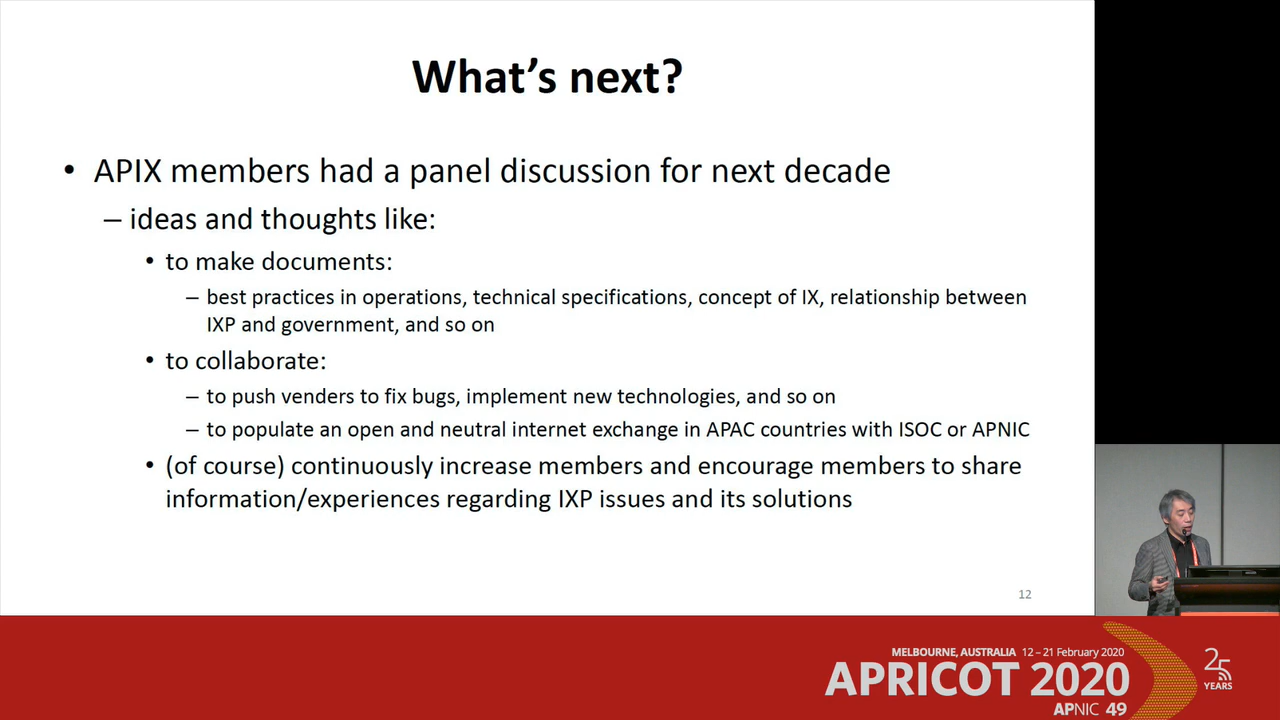 What's next?
• APIX members had a panel discussion for next decade
– ideas and thoughts like:
• to make documents:
– best practices in operations, technical specifications, concept of IX, relationship between
IXP and government, and so on
• to collaborate:
– to push venders to fix bugs, implement new technologies, and so on
– to populate an open and neutral internet exchange in APAC countries with ISOC or APNIC
• (of course) continuously increase members and encourage members to share
information/experiences regarding IXP issues and its solutions
12
MELBOURNE, AUSTRALIA 12 – 21 February 2020
APRICOT 2020
APNIC 49
25
YEARS